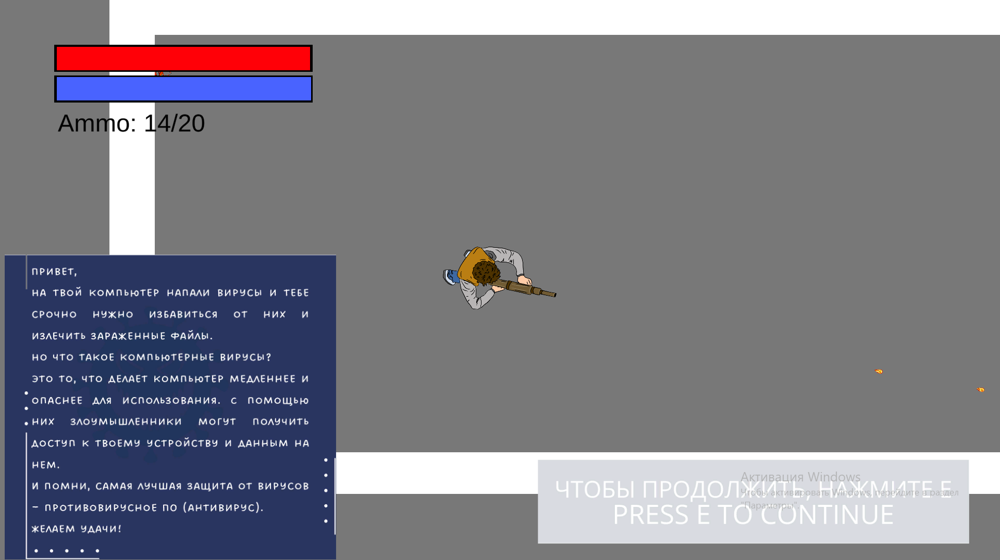 Ammo: 14/20
ПРИВЕТ,
НА ТВОЙ КОМПЬЮТЕР НАПАЛИ ВИРУСЫ И ТЕБЕ
СРОЧНО НУЖНО ИЗБАВИТЬСЯ ОТ НИХ И
ИЗЛЕЧИТЬ ЗАРАЖЕННЫЕ ФАЙЛЫ.
НО ЧТО ТАКОЕ КОМПЬЮТЕРНЫЕ ВИРУСЫ?
ЭТО ТО, ЧТО ДЕЛАЕТ КОМПЬЮТЕР МЕДЛЕННЕЕ И
ОПАСНЕЕ ДЛЯ ИСПОЛЬЗОВАНИЯ. С ПОМОЩЬЮ
НИХ ЗЛОУМЫШЛЕННИКИ МОГУТ ПОЛУЧИТЬ
ДОСТУП К ТВОЕМУ УСТРОЙСТВУ И ДАННЫМ НА
НЕМ.
И ПОМНИ, САМАЯ ЛУЧШАЯ ЗАЩИТА ОТ ВИРУСОВ
– ПРОТИВОВИРУСНОЕ ПО (АНТИВИРУС).
ЖЕЛАЕМ УДАЧИ!
ЧТОБЫ ПРОДОЛЖИТЬ, НАЖМИТЕ E
PRESS E TO CONTINUE
Активация Windows
Чтобы активировать Windows, перейдите в раздел
"Параметры".